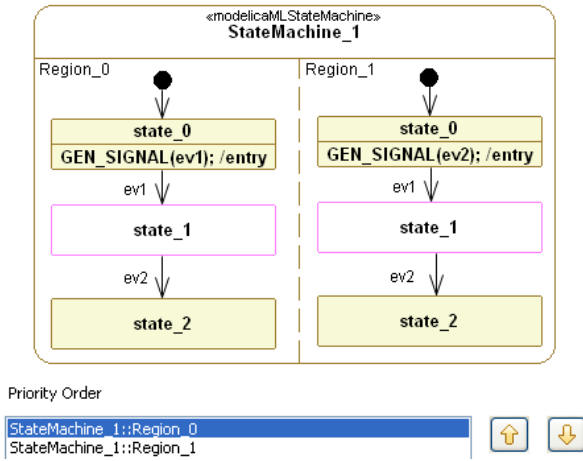 «modelicaMLStateMachine»
StateMachine_1
Region_0
Region_1
state_0
GEN_SIGNAL(ev1); /entry
ev1
state_1
ev2
state_2
state_0
GEN_SIGNAL(ev2); /entry
ev1
state_1
ev2
state_2
Priority Order
StateMachine_1::Region_0
StateMachine_1::Region_1